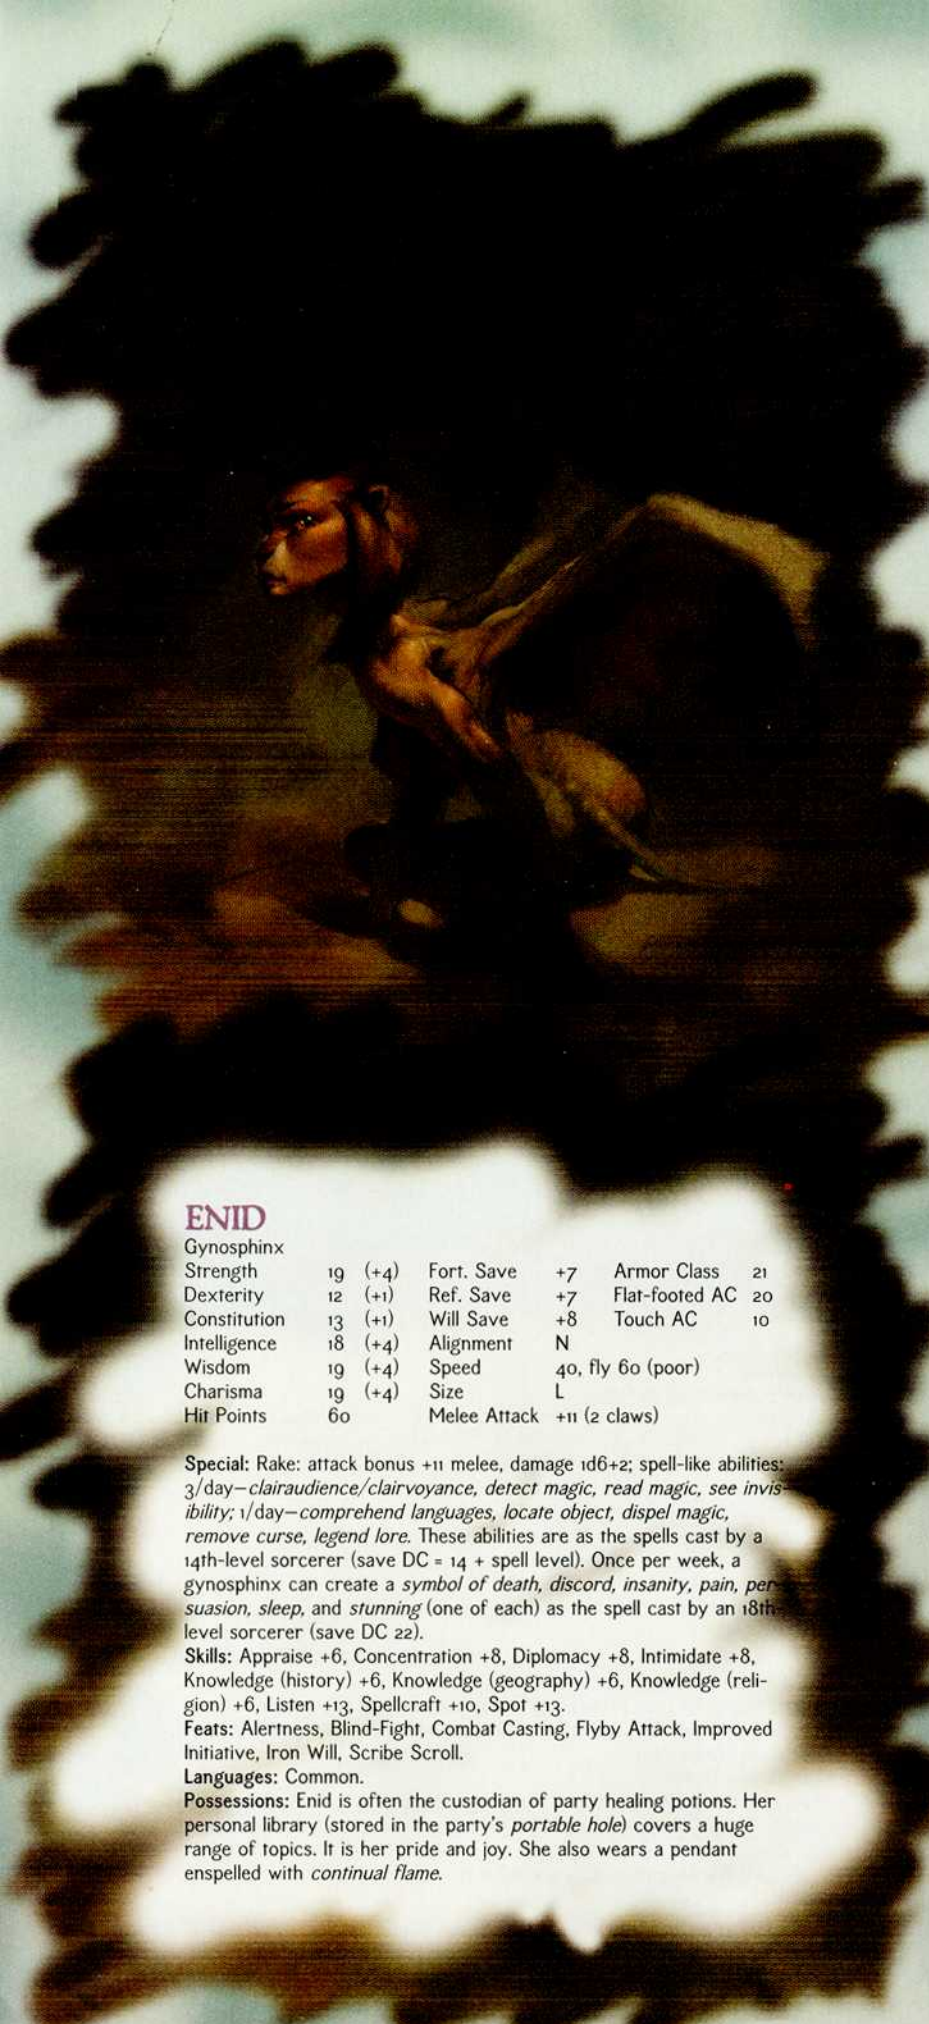 ENID
Gynosphinx
Strength 19 (+4) Fort. Save +7 Armor Class 21
Dexterity 12 (+1) Ref. Save +7 Flat-footed AC 20
Constitution 13 (+1) Will Save +8 Touch AC 10
Intelligence 18 (+4) Alignment N
Wisdom 19 (+4) Speed 40, fly 60 (poor)
Charisma 19 (+4) Size L
Hit Points 60 Melee Attack +11 (2 claws)
Special: Rake: attack bonus +11 melee, damage 1d6+2; spell-like abilities:
3/day—clairaudience/clairvoyance, detect magic, read magic, see invis-
ibility; 1/day—comprehend languages, locate object, dispel magic,
remove curse, legend lore. These abilities are as the spells cast by a
14th-level sorcerer (save DC = 14 + spell level). Once per week, a
gynosphinx can create a symbol of death, discord, insanity, pain, per-
suasion, sleep, and stunning (one of each) as the spell cast by an 18th-
level sorcerer (save DC 22).
Skills: Appraise +6, Concentration +8, Diplomacy +8, Intimidate +8,
Knowledge (history) +6, Knowledge (geography) +6, Knowledge (reli-
gion) +6, Listen +13, Spellcraft +10, Spot +13.
Feats: Alertness, Blind-Fight, Combat Casting, Flyby Attack, Improved
Initiative, Iron Will, Scribe Scroll.
Languages: Common.
Possessions: Enid is often the custodian of party healing potions. Her
personal library (stored in the party's portable hole) covers a huge
range of topics. It is her pride and joy. She also wears a pendant
enspelled with continual flame.